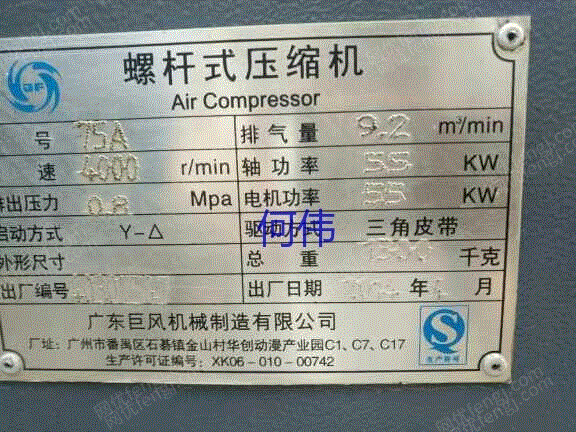 螺杆式压缩机
Air Compressor
号 75A 排气量 9.2 m³/min
速 4000 r/min 轴功率 55 KW
排出压力 0.8 Mpa 电机功率 55 KW
启动方式 Y-△ 驱动方式 三角皮带
外形尺寸 总重 千克
出厂编号 出厂日期 年 月
何伟
广东巨风机械制造有限公司
厂址:广州市番禺区石碁镇金山村华创动漫产业园C1、C7、C17
生产许可证编号:XK06-010-00742